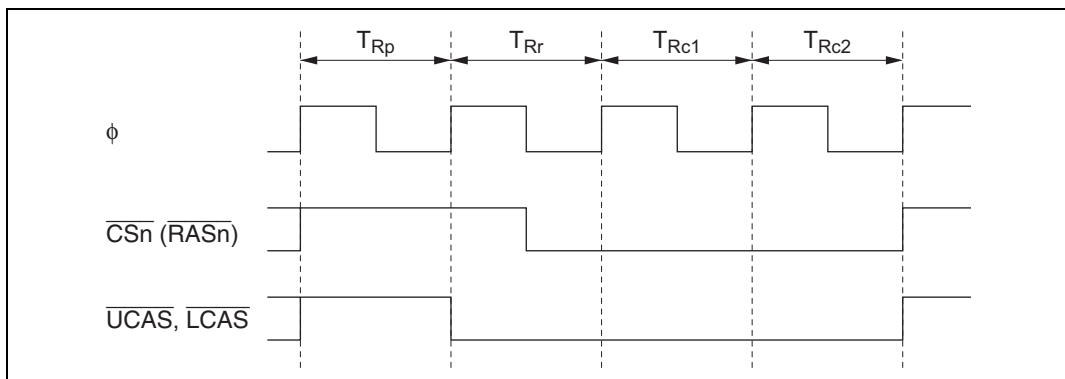 TRp TRr TRc1 TRc2
φ
CSn (RASn)
UCAS, LCAS